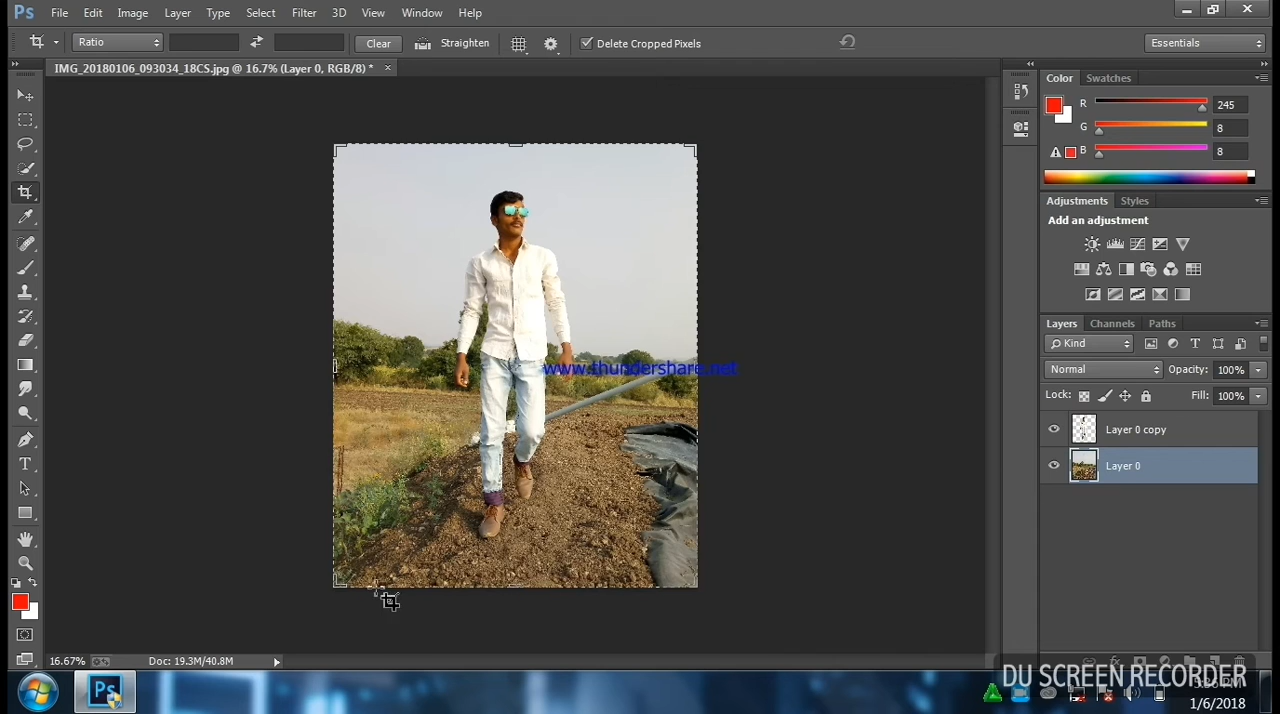 Ps File Edit Image Layer Type Select Filter 3D View Window Help
Ratio Clear Straighten Delete Cropped Pixels Essentials
IMG_20180106_093034_18CS.jpg @ 16.7% (Layer 0, RGB/8) * ×
Color Swatches
R 245
G 8
B 8
Adjustments Styles
Add an adjustment
Layers Channels Paths
Kind
Normal Opacity: 100%
Lock: Fill: 100%
Layer 0 copy
Layer 0
www.thundershare.net
16.67% Doc: 19.3M/40.8M
DU SCREEN RECORDER
Ps
1/6/2018